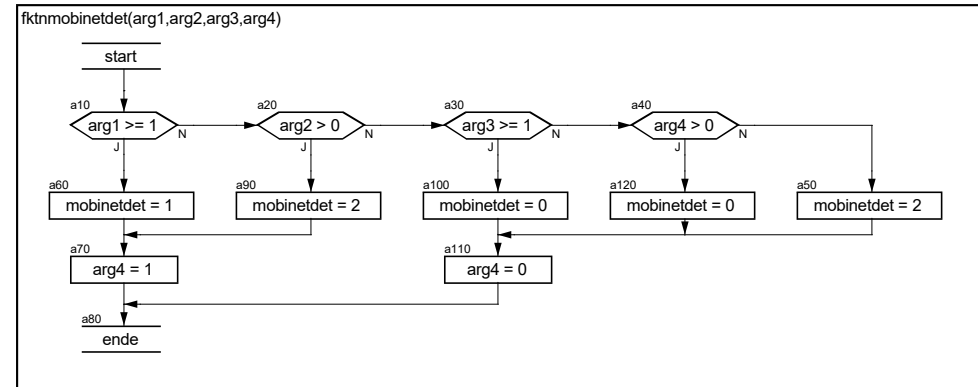 fktnmobinetdet(arg1,arg2,arg3,arg4)
start
a10
arg1 >= 1
N
J
a20
arg2 > 0
N
J
a30
arg3 >= 1
N
J
a40
arg4 > 0
N
J
a60
mobinetdet = 1
a90
mobinetdet = 2
a100
mobinetdet = 0
a120
mobinetdet = 0
a50
mobinetdet = 2
a70
arg4 = 1
a110
arg4 = 0
a80
ende